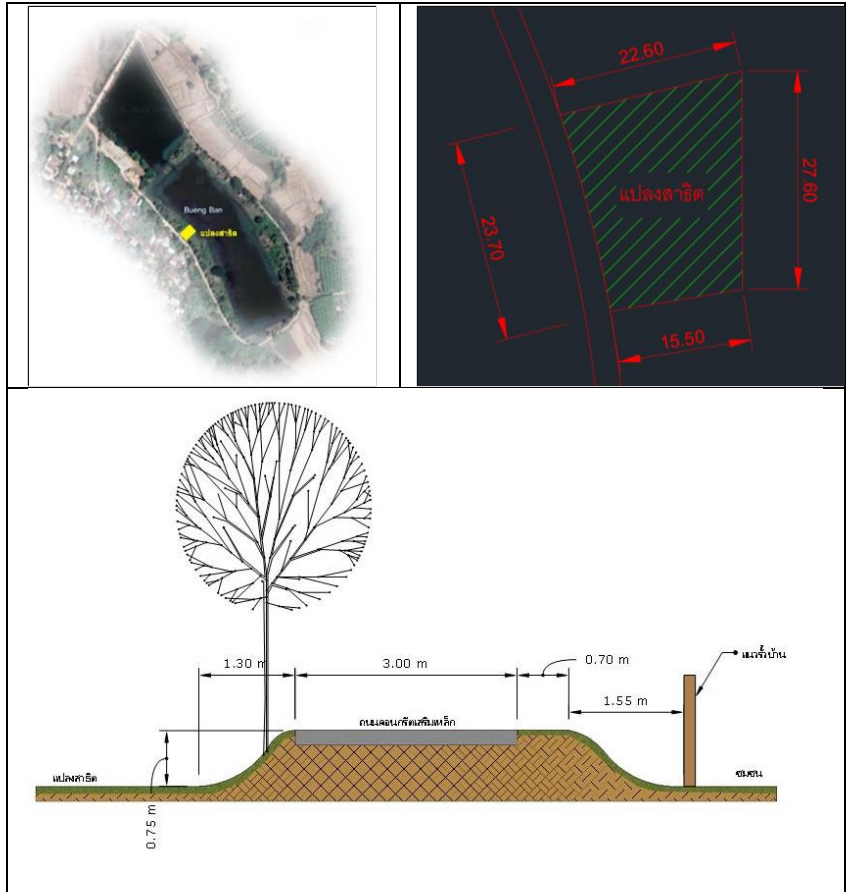 Bueng Ban
แปลงสาธิต
22.60
แปลงสาธิต
27.60
23.70
15.50
1.30 m
3.00 m
0.70 m
แนวรั้วบ้าน
1.55 m
ถนนคอนกรีตเสริมเหล็ก
แปลงสาธิต
ชุมชน
0.75 m